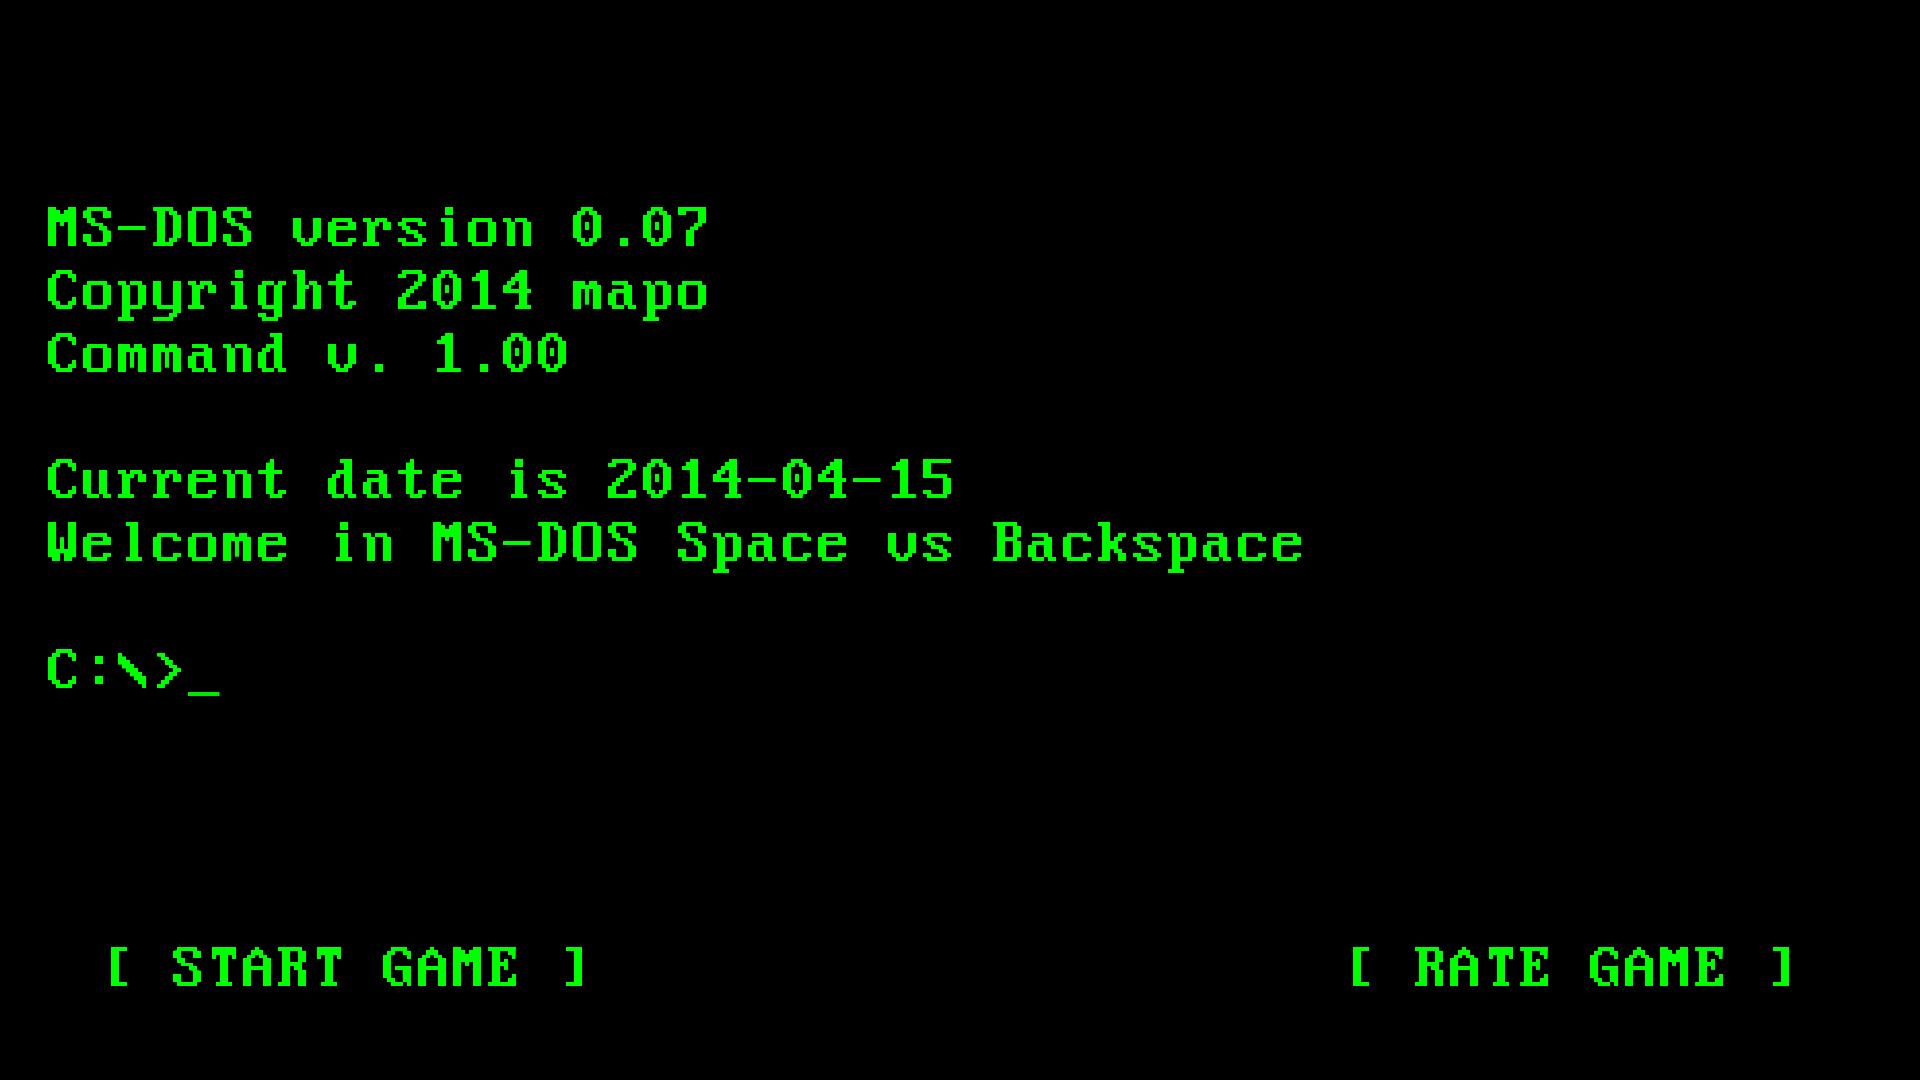 MS-DOS version 0.07
Copyright 2014 mapo
Command v. 1.00
Current date is 2014-04-15
Welcome in MS-DOS Space vs Backspace
C:\>_
[ START GAME ]
[ RATE GAME ]